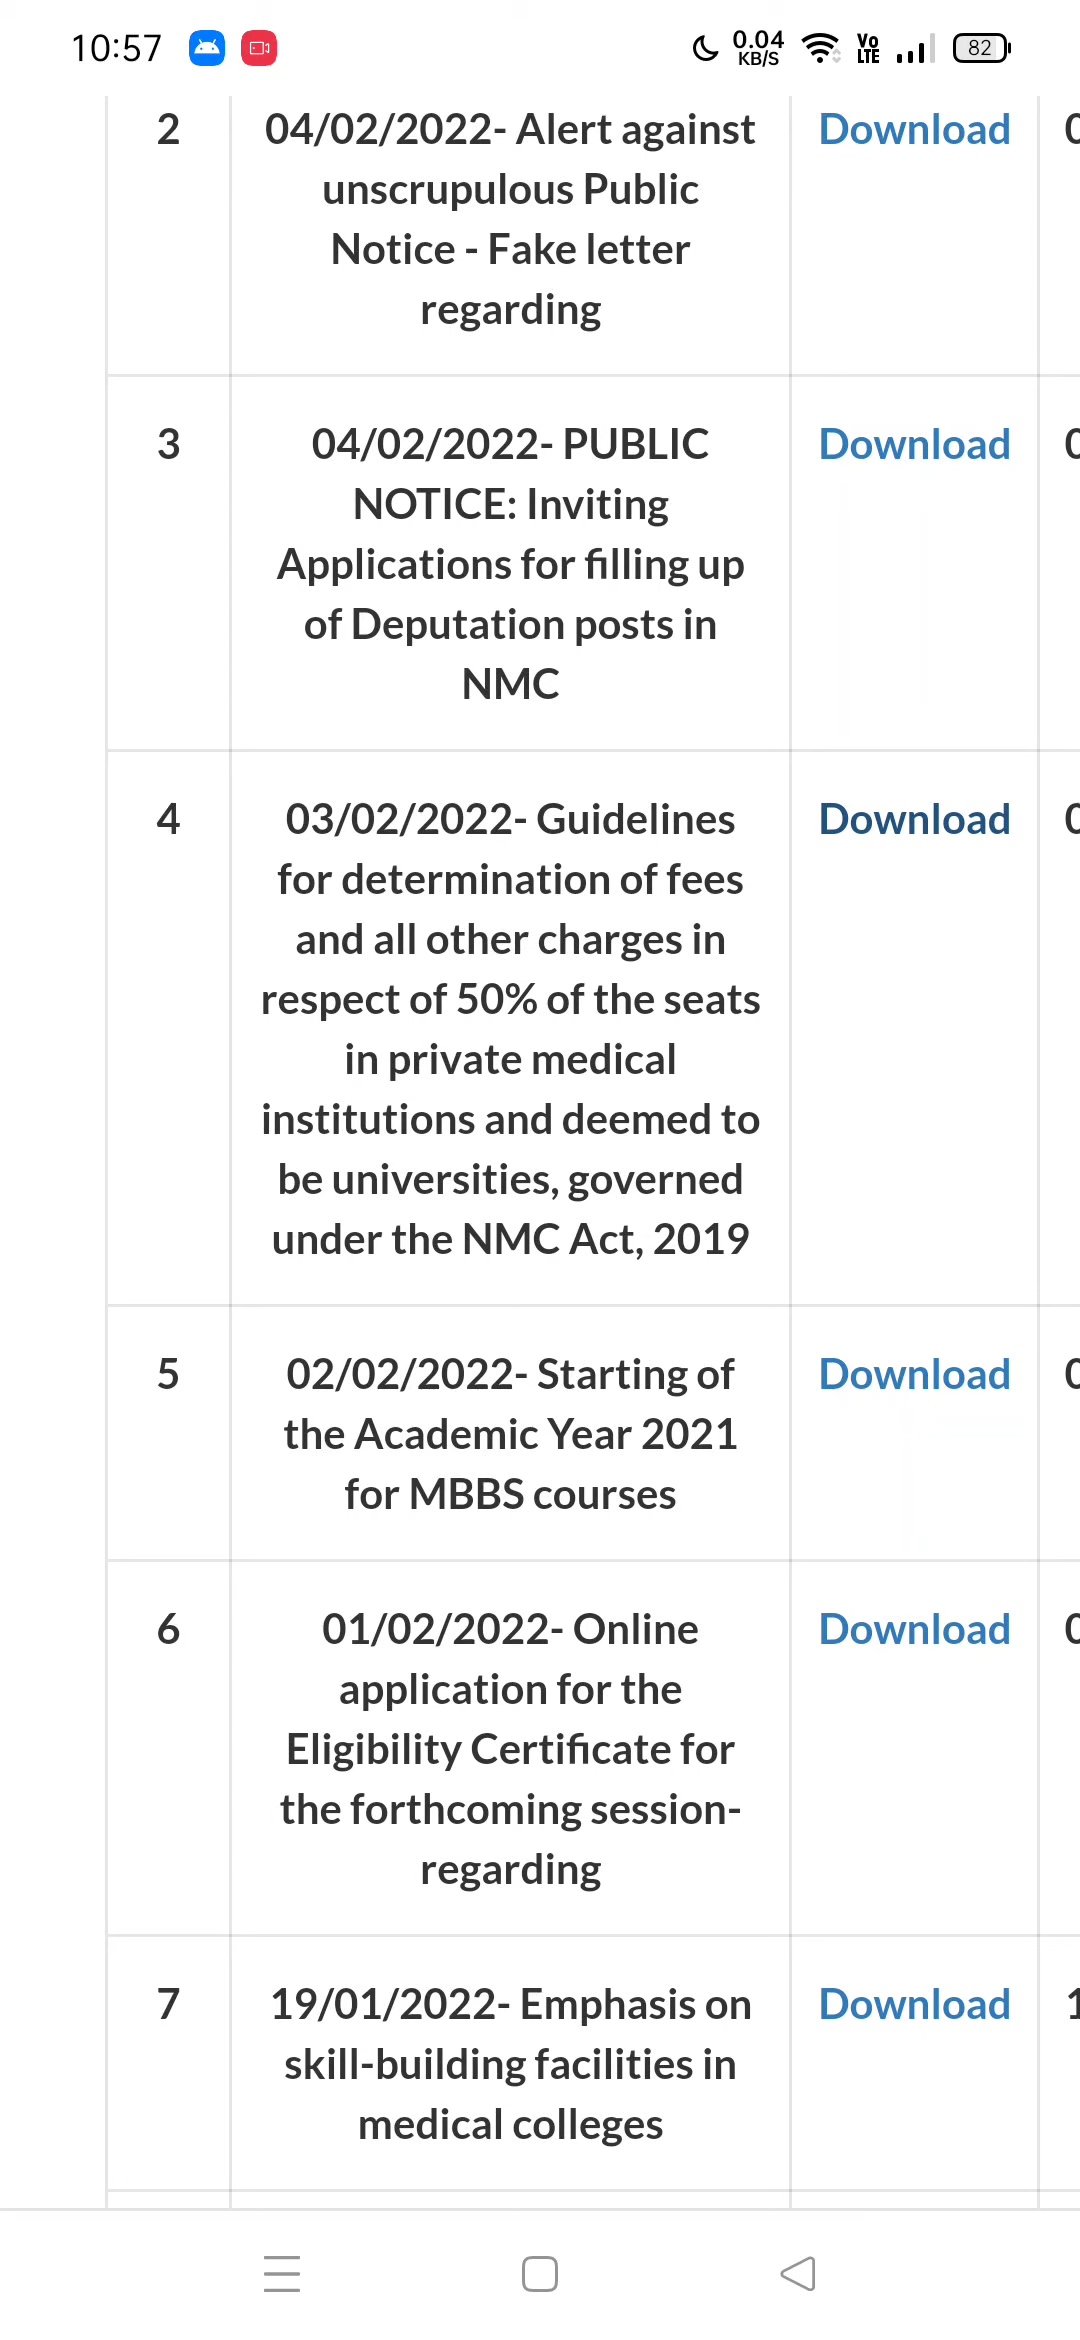 10:57
0.04
KB/S
Vo
LTE
82
2
04/02/2022- Alert against
unscrupulous Public
Notice - Fake letter
regarding
Download
3
04/02/2022- PUBLIC
NOTICE: Inviting
Applications for filling up
of Deputation posts in
NMC
Download
4
03/02/2022- Guidelines
for determination of fees
and all other charges in
respect of 50% of the seats
in private medical
institutions and deemed to
be universities, governed
under the NMC Act, 2019
Download
5
02/02/2022- Starting of
the Academic Year 2021
for MBBS courses
Download
6
01/02/2022- Online
application for the
Eligibility Certificate for
the forthcoming session-
regarding
Download
7
19/01/2022- Emphasis on
skill-building facilities in
medical colleges
Download